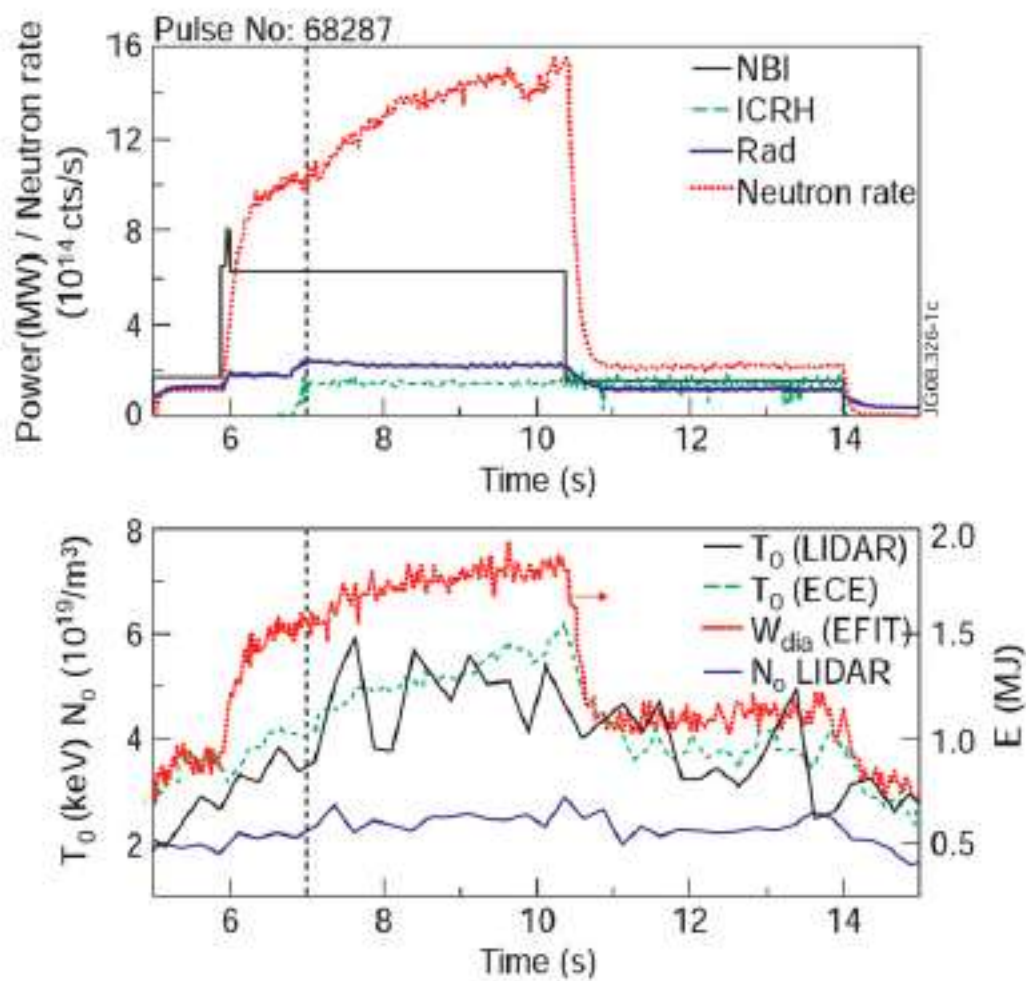 Pulse No: 68287
16
12
8
4
0
Power(MW) / Neutron rate
(10¹⁴ cts/s)
NBI
ICRH
Rad
Neutron rate
6
8
10
12
14
Time (s)
JG08.326-1c
8
6
4
2
T₀ (keV) N₀ (10¹⁹/m³)
T₀ (LIDAR)
T₀ (ECE)
W_dia (EFIT)
N₀ LIDAR
2.0
1.5
1.0
0.5
E (MJ)
6
8
10
12
14
Time (s)